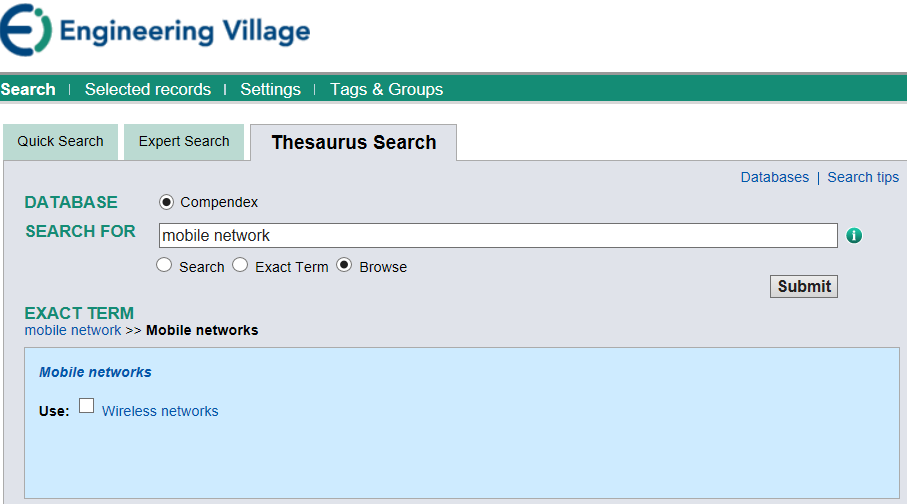 Engineering Village
Search | Selected records | Settings | Tags & Groups
Quick Search Expert Search Thesaurus Search
Databases | Search tips
DATABASE Compendex
SEARCH FOR mobile network
Search Exact Term Browse
Submit
EXACT TERM
mobile network >> Mobile networks
Mobile networks
Use: Wireless networks